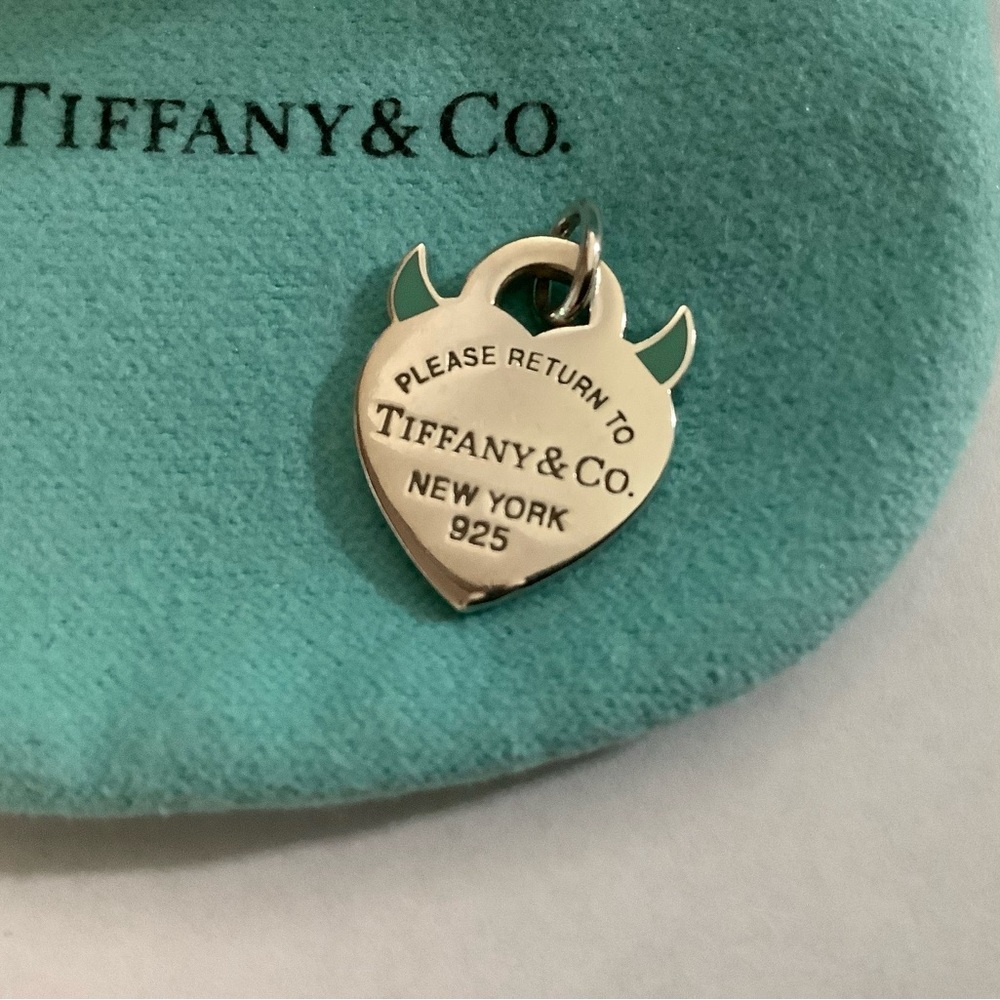 TIFFANY & CO.
PLEASE RETURN TO
TIFFANY & CO.
NEW YORK
925